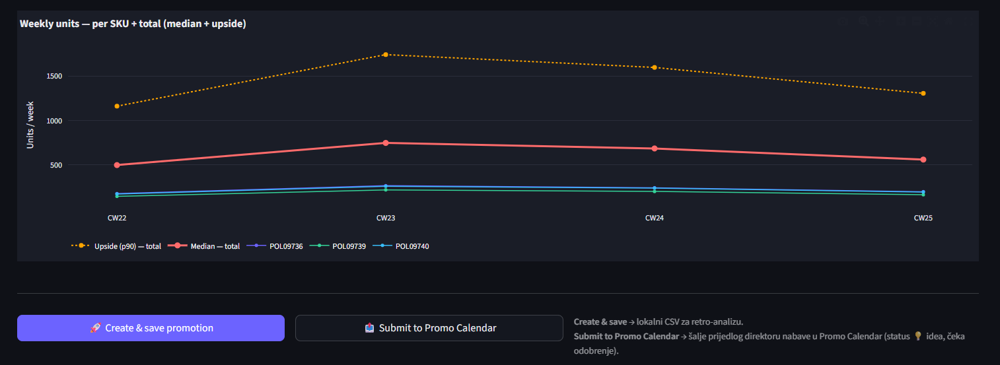 Weekly units — per SKU + total (median + upside)
1500
1000
500
Units / week
CW22 CW23 CW24 CW25
Upside (p90) — total Median — total POL09736 POL09739 POL09740
🚀 Create & save promotion
📤 Submit to Promo Calendar
Create & save → lokalni CSV za retro-analizu.
Submit to Promo Calendar → šalje prijedlog direktoru nabave u Promo Calendar (status 💡 idea, čeka
odobrenje).